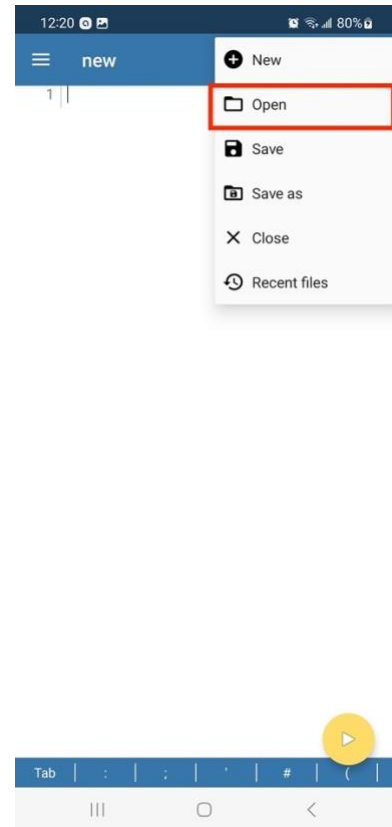 12:20 80%
new
New
1
Open
Save
Save as
Close
Recent files
Tab : ; ' # (